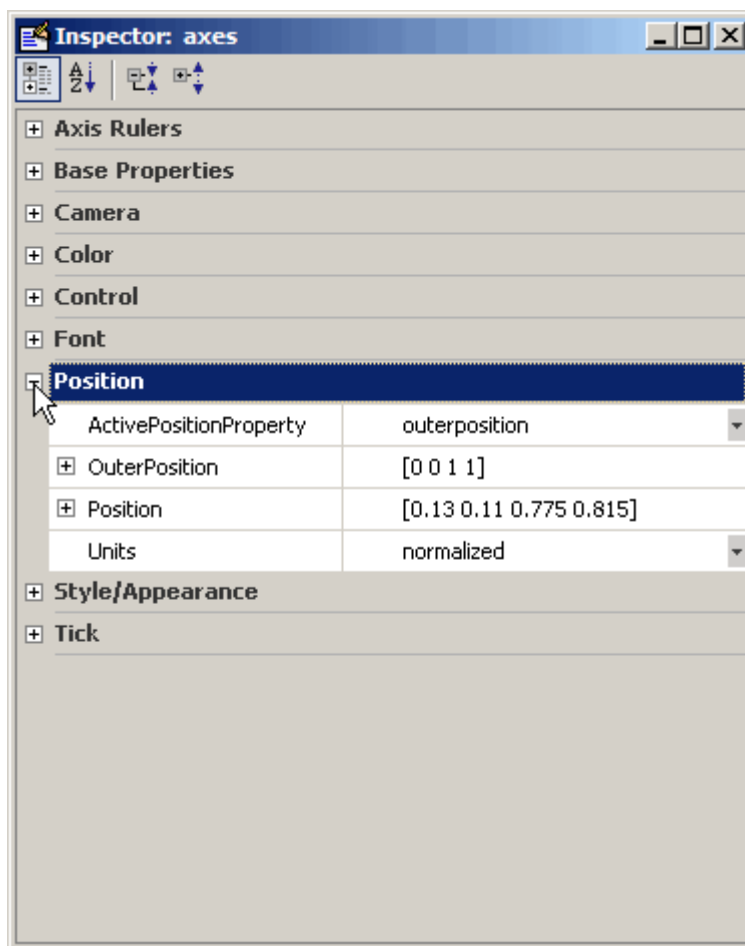 Inspector: axes
A
Z
Axis Rulers
Base Properties
Camera
Color
Control
Font
Position
ActivePositionProperty outerposition
OuterPosition [0 0 1 1]
Position [0.13 0.11 0.775 0.815]
Units normalized
Style/Appearance
Tick